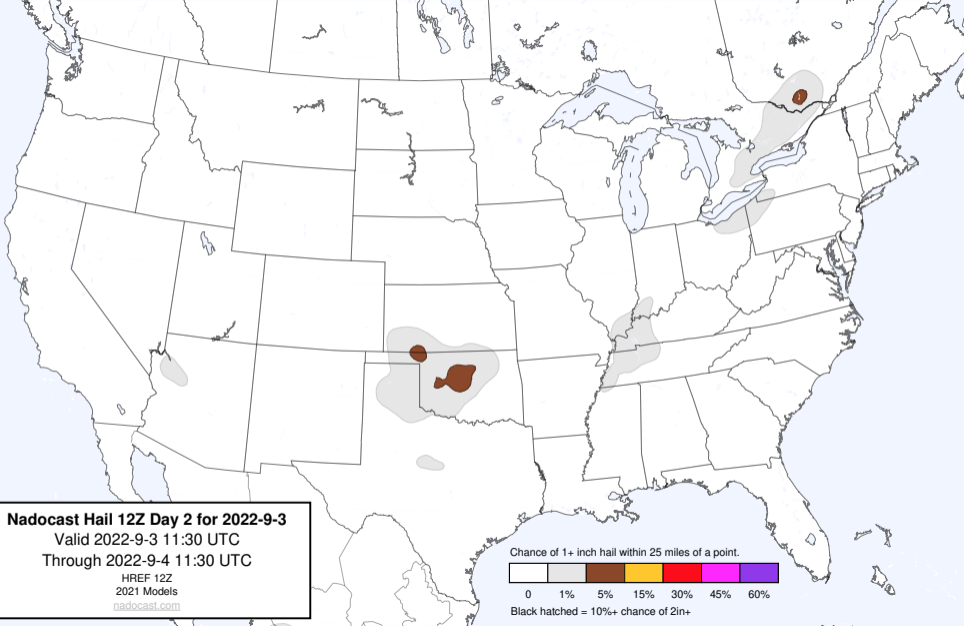 Nadocast Hail 12Z Day 2 for 2022-9-3
Valid 2022-9-3 11:30 UTC
Through 2022-9-4 11:30 UTC
HREF 12Z
2021 Models
nadocast.com
Chance of 1+ inch hail within 25 miles of a point.
0 1% 5% 15% 30% 45% 60%
Black hatched = 10%+ chance of 2in+